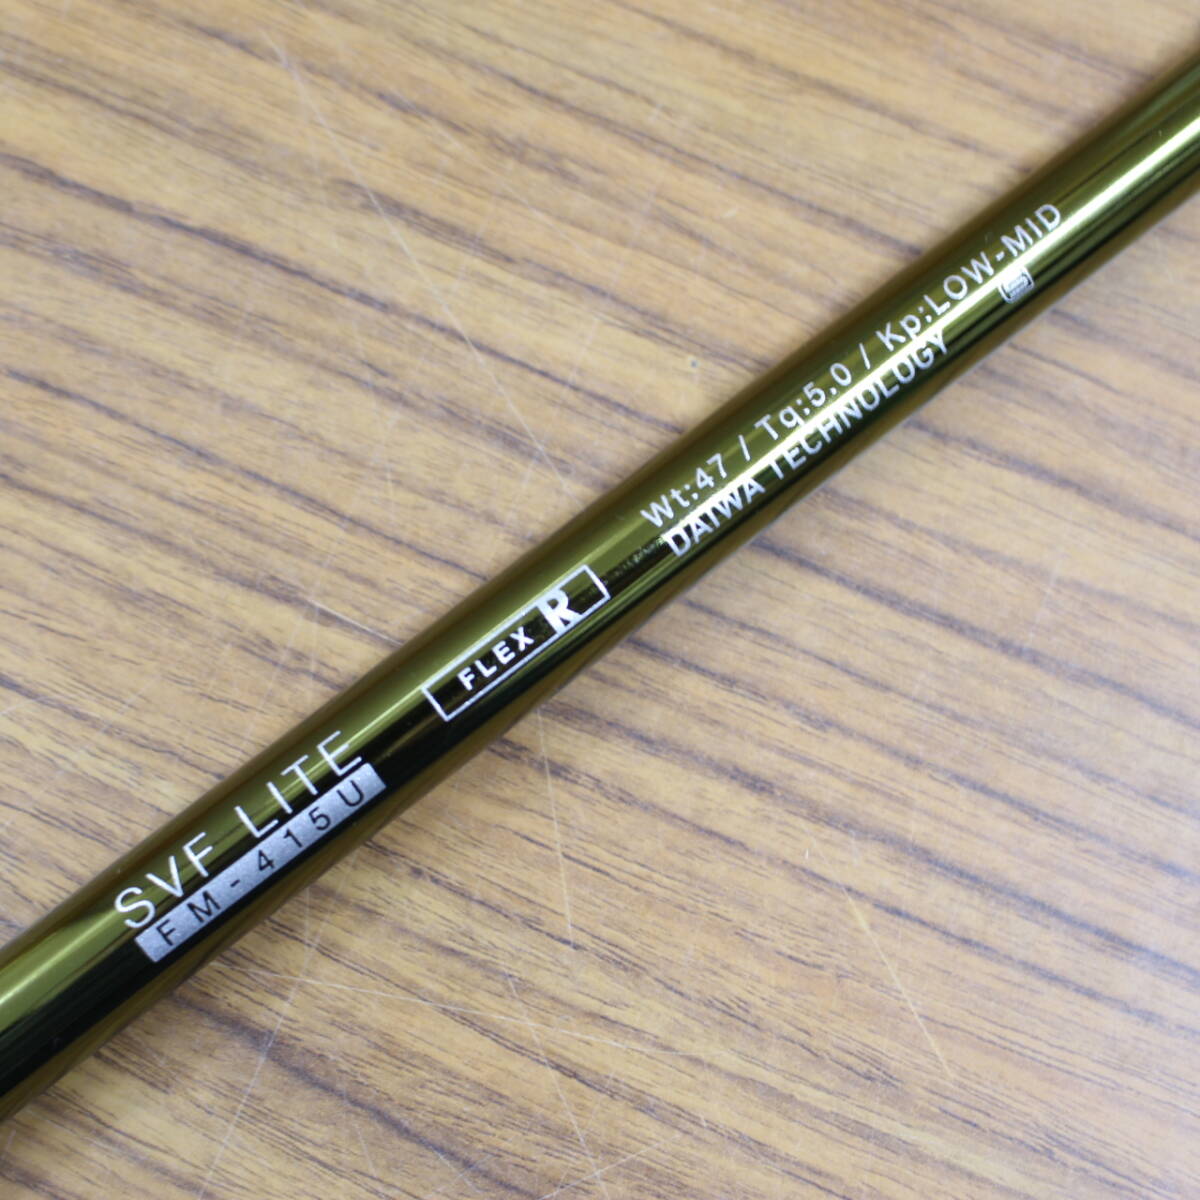 SVF LITE
FM-415U
FLEX R
Wt:47 / Tq:5.0 / Kp:LOW-MID
DAIWA TECHNOLOGY